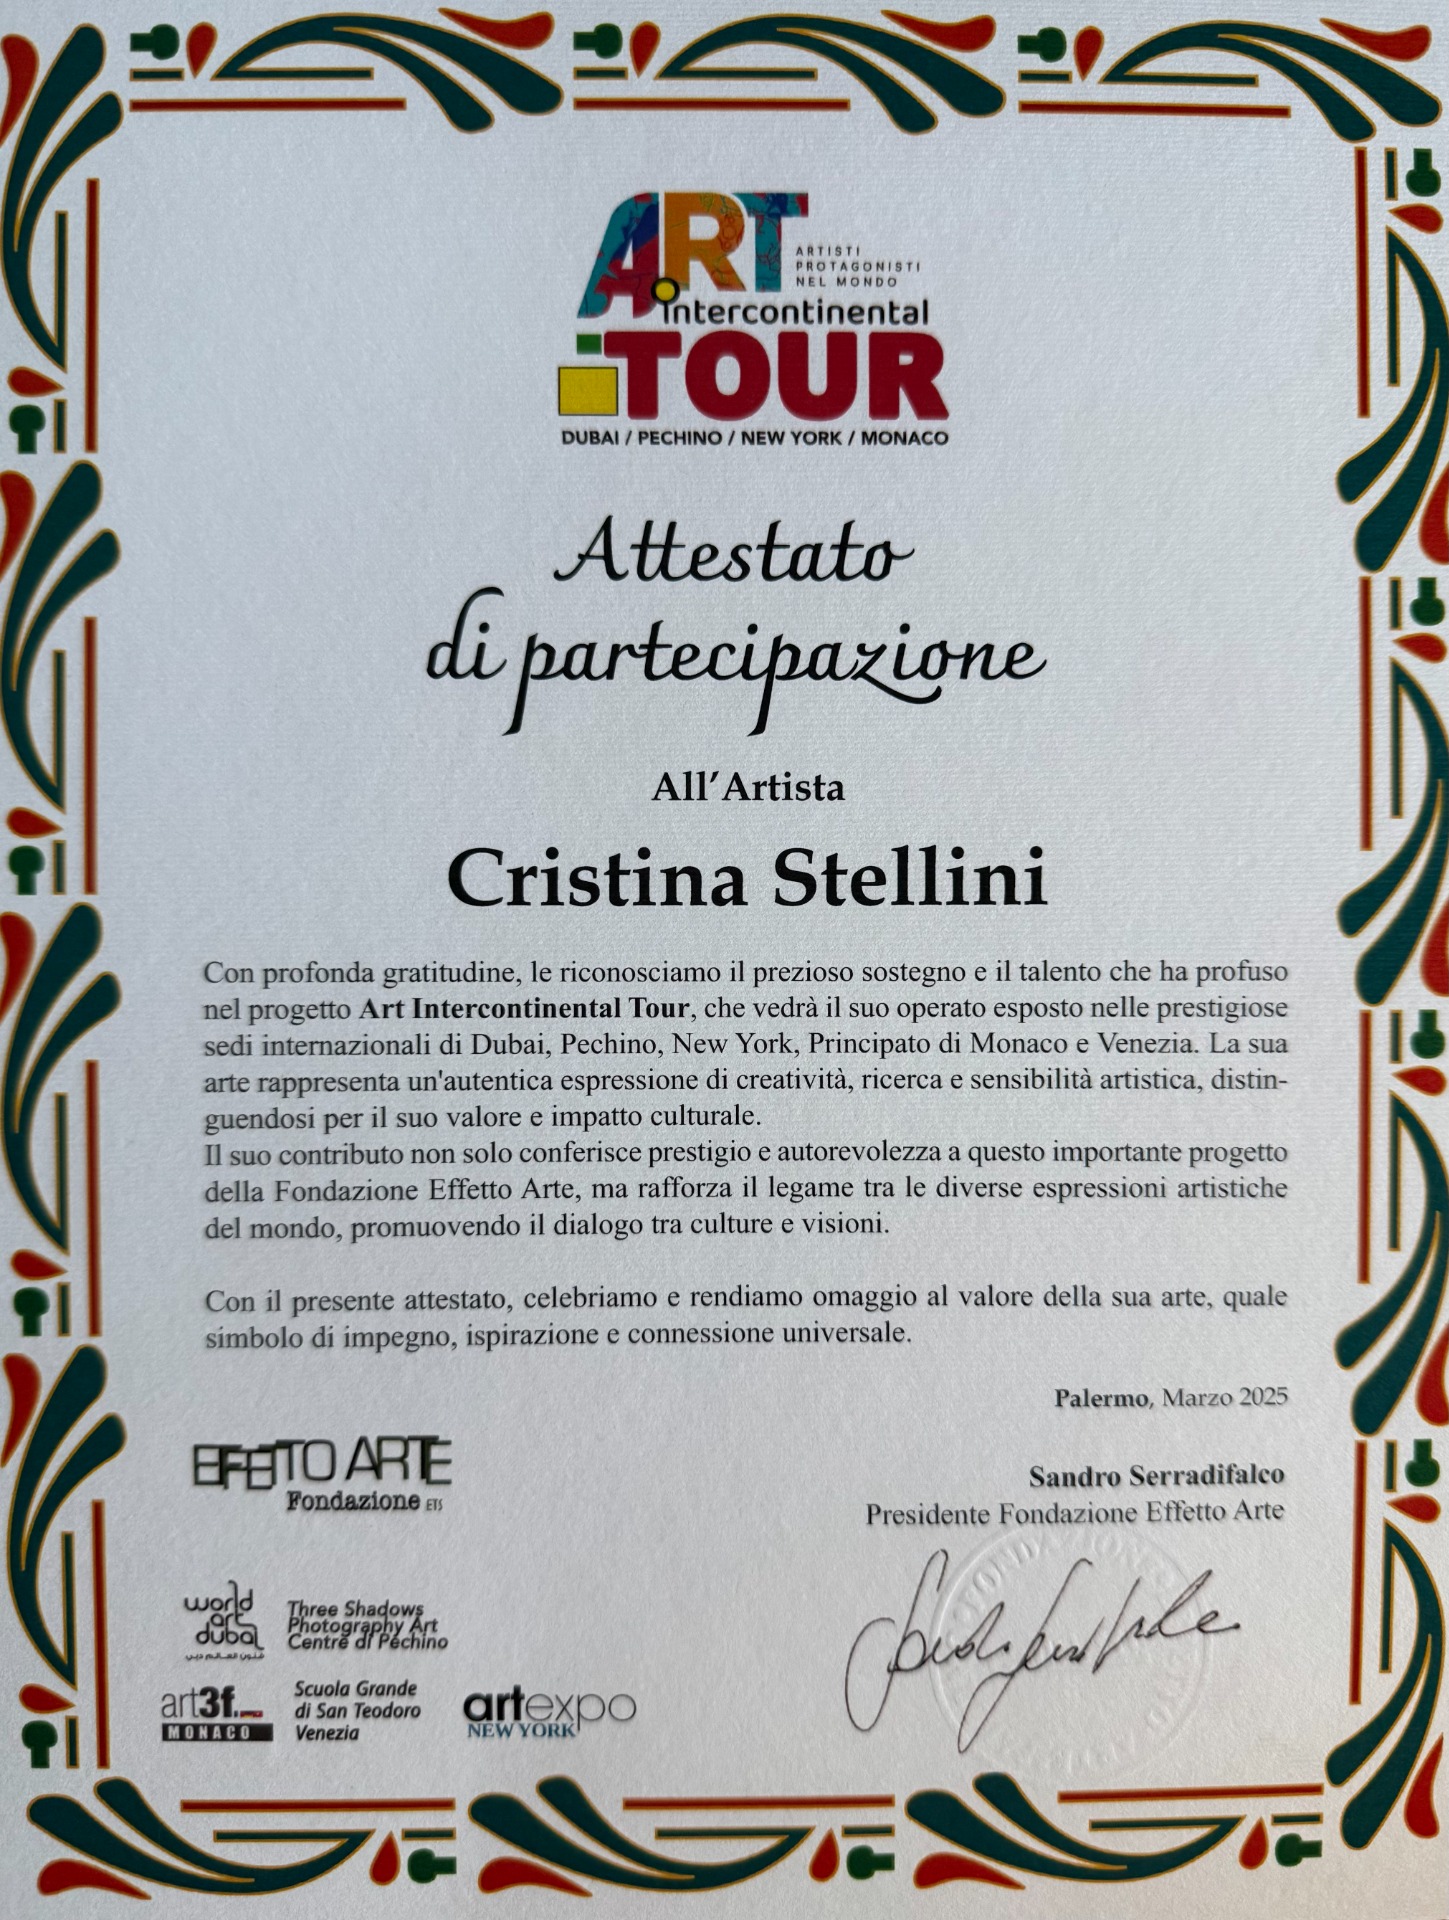 ART
ARTISTI
PROTAGONISTI
NEL MONDO
intercontinental
TOUR
DUBAI / PECHINO / NEW YORK / MONACO
Attestato
di partecipazione
All'Artista
Cristina Stellini
Con profonda gratitudine, le riconosciamo il prezioso sostegno e il talento che ha profuso
nel progetto Art Intercontinental Tour, che vedrà il suo operato esposto nelle prestigiose
sedi internazionali di Dubai, Pechino, New York, Principato di Monaco e Venezia. La sua
arte rappresenta un'autentica espressione di creatività, ricerca e sensibilità artistica, distin-
guendosi per il suo valore e impatto culturale.
Il suo contributo non solo conferisce prestigio e autorevolezza a questo importante progetto
della Fondazione Effetto Arte, ma rafforza il legame tra le diverse espressioni artistiche
del mondo, promuovendo il dialogo tra culture e visioni.
Con il presente attestato, celebriamo e rendiamo omaggio al valore della sua arte, quale
simbolo di impegno, ispirazione e connessione universale.
Palermo, Marzo 2025
EFFETTO ARTE
Fondazione ETS
Sandro Serradifalco
Presidente Fondazione Effetto Arte
world
art
dubai
فنون العالم دبي
Three Shadows
Photography Art
Centre di Pechino
art3f
MONACO
Scuola Grande
di San Teodoro
Venezia
artexpo
NEW YORK
FONDAZIONE